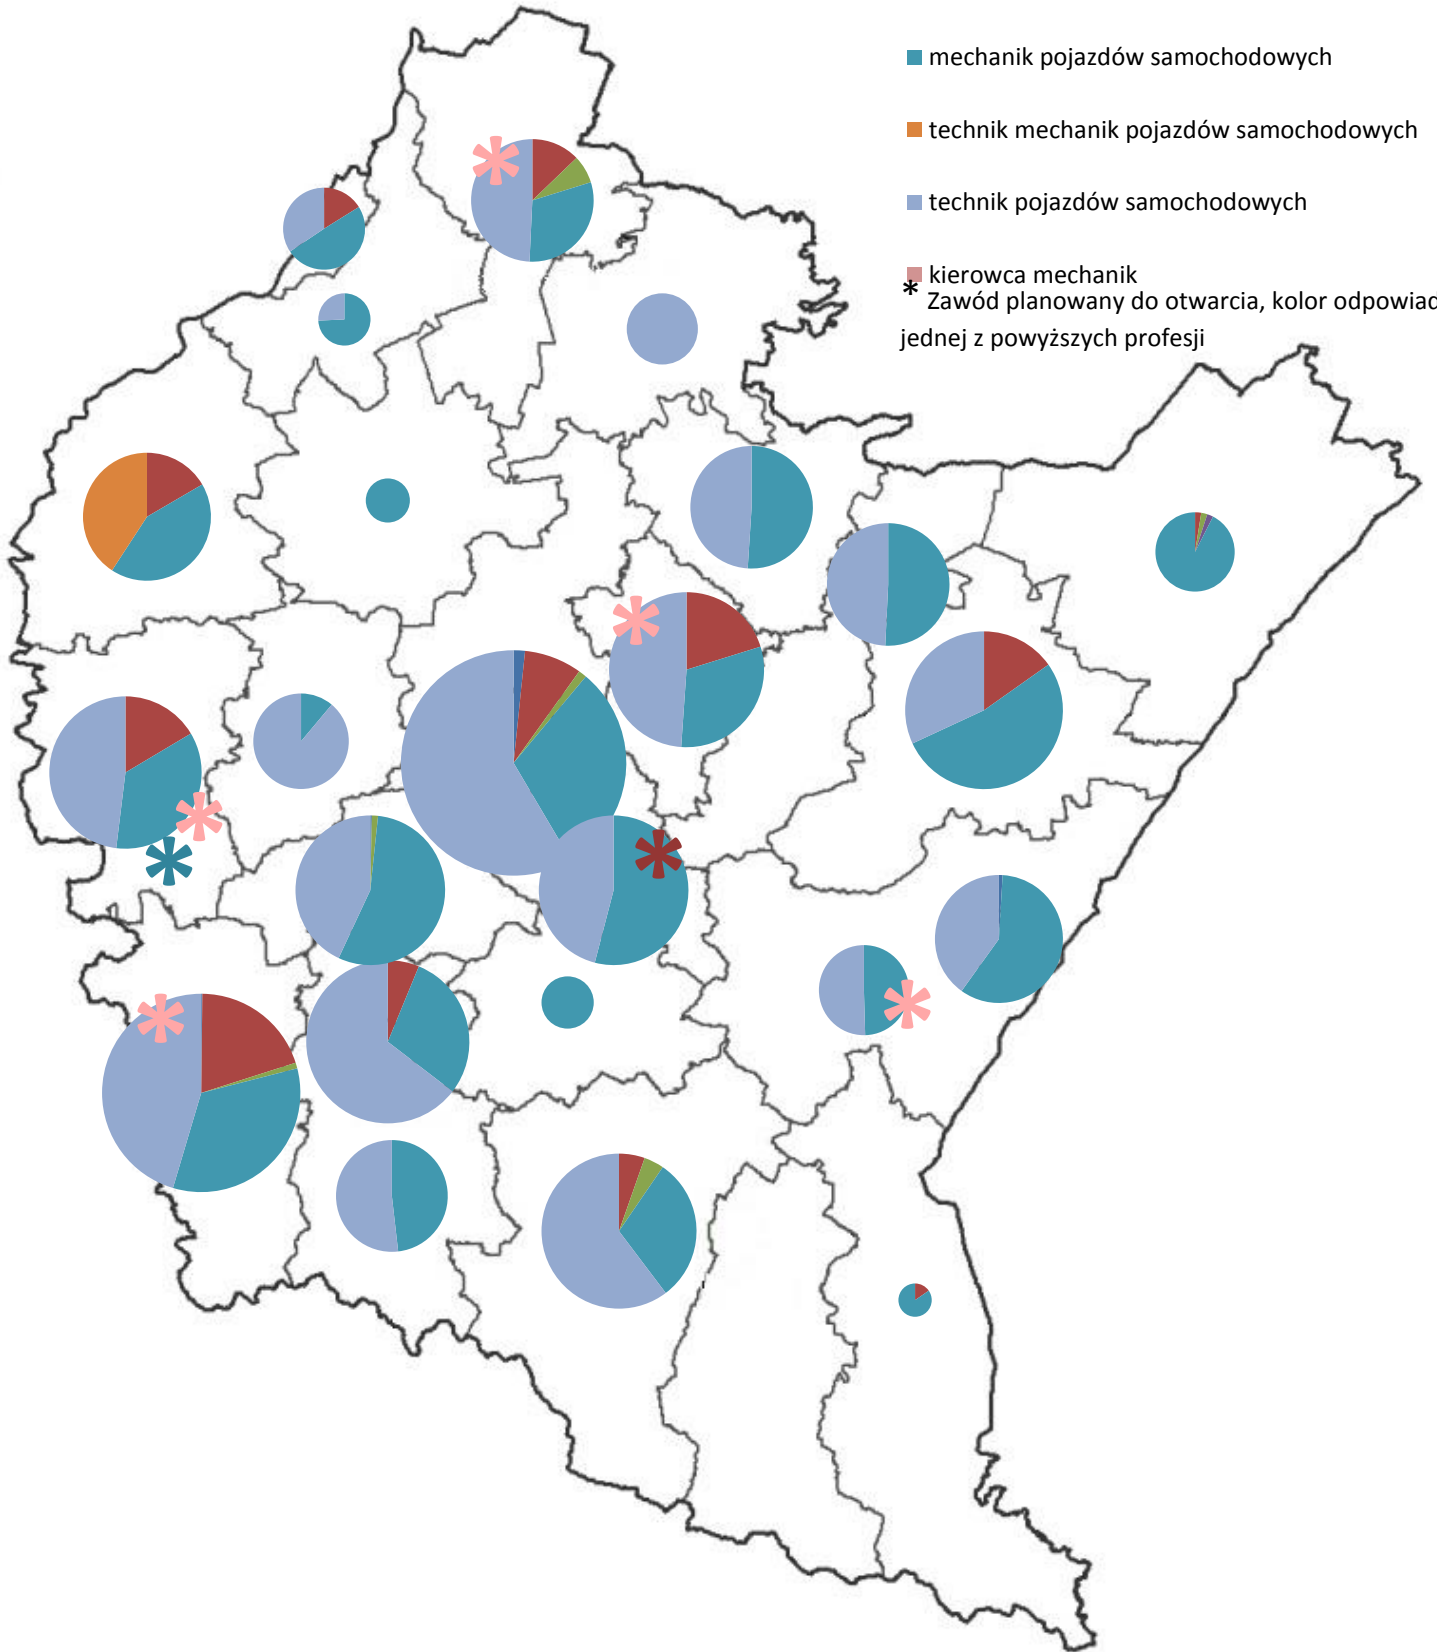 mechanik pojazdów samochodowych
technik mechanik pojazdów samochodowych
technik pojazdów samochodowych
kierowca mechanik
* Zawód planowany do otwarcia, kolor odpowiad
jednej z powyższych profesji